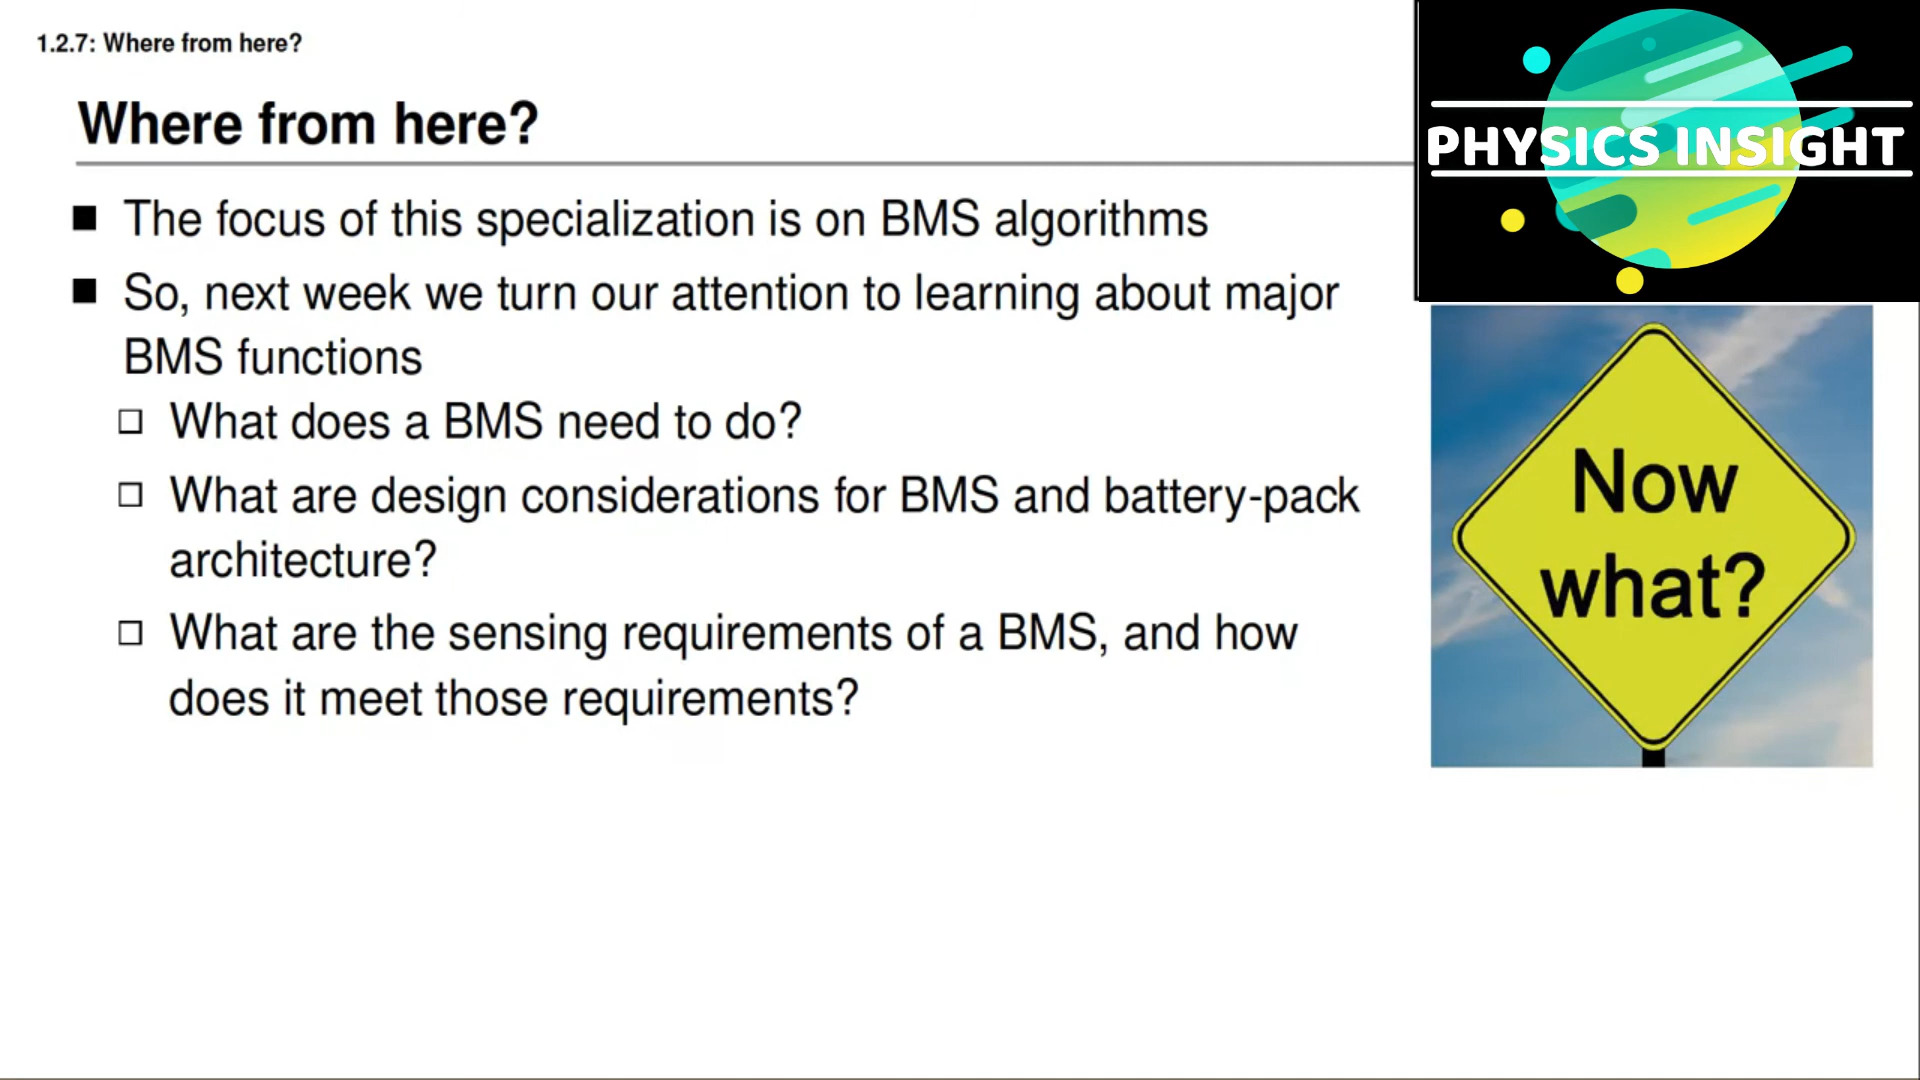 1.2.7: Where from here?
Where from here?
The focus of this specialization is on BMS algorithms
So, next week we turn our attention to learning about major
BMS functions
What does a BMS need to do?
What are design considerations for BMS and battery-pack
architecture?
What are the sensing requirements of a BMS, and how
does it meet those requirements?
PHYSICS INSIGHT
Now
what?